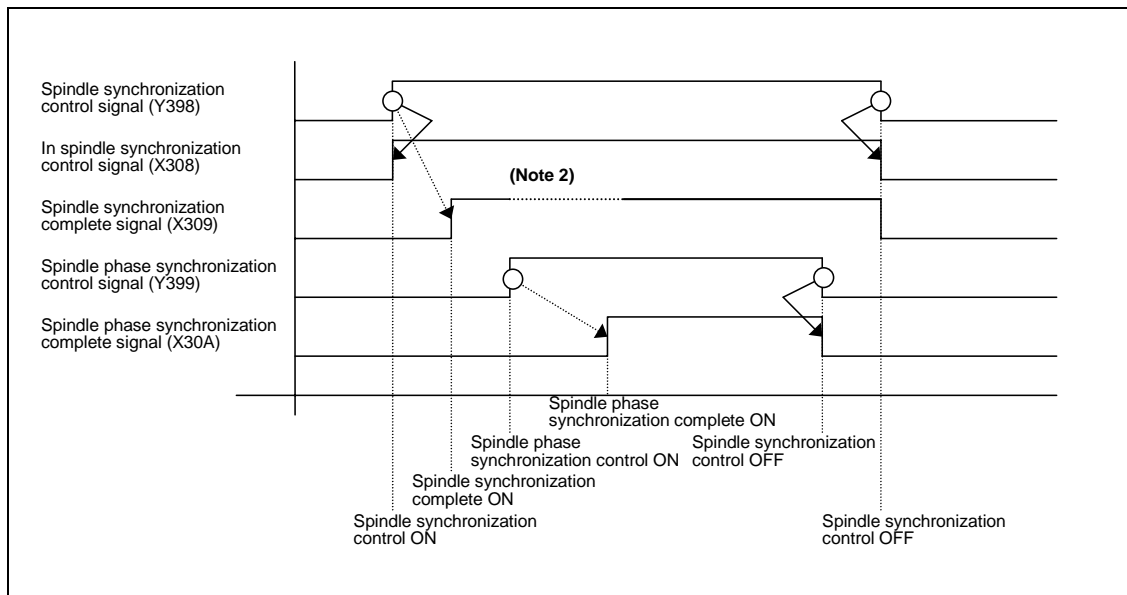 Spindle synchronization
control signal (Y398)
In spindle synchronization
control signal (X308)
(Note 2)
Spindle synchronization
complete signal (X309)
Spindle phase synchronization
control signal (Y399)
Spindle phase synchronization
complete signal (X30A)
Spindle phase
synchronization complete ON
Spindle phase
synchronization control ON
Spindle synchronization
control OFF
Spindle synchronization
complete ON
Spindle synchronization
control ON
Spindle synchronization
control OFF